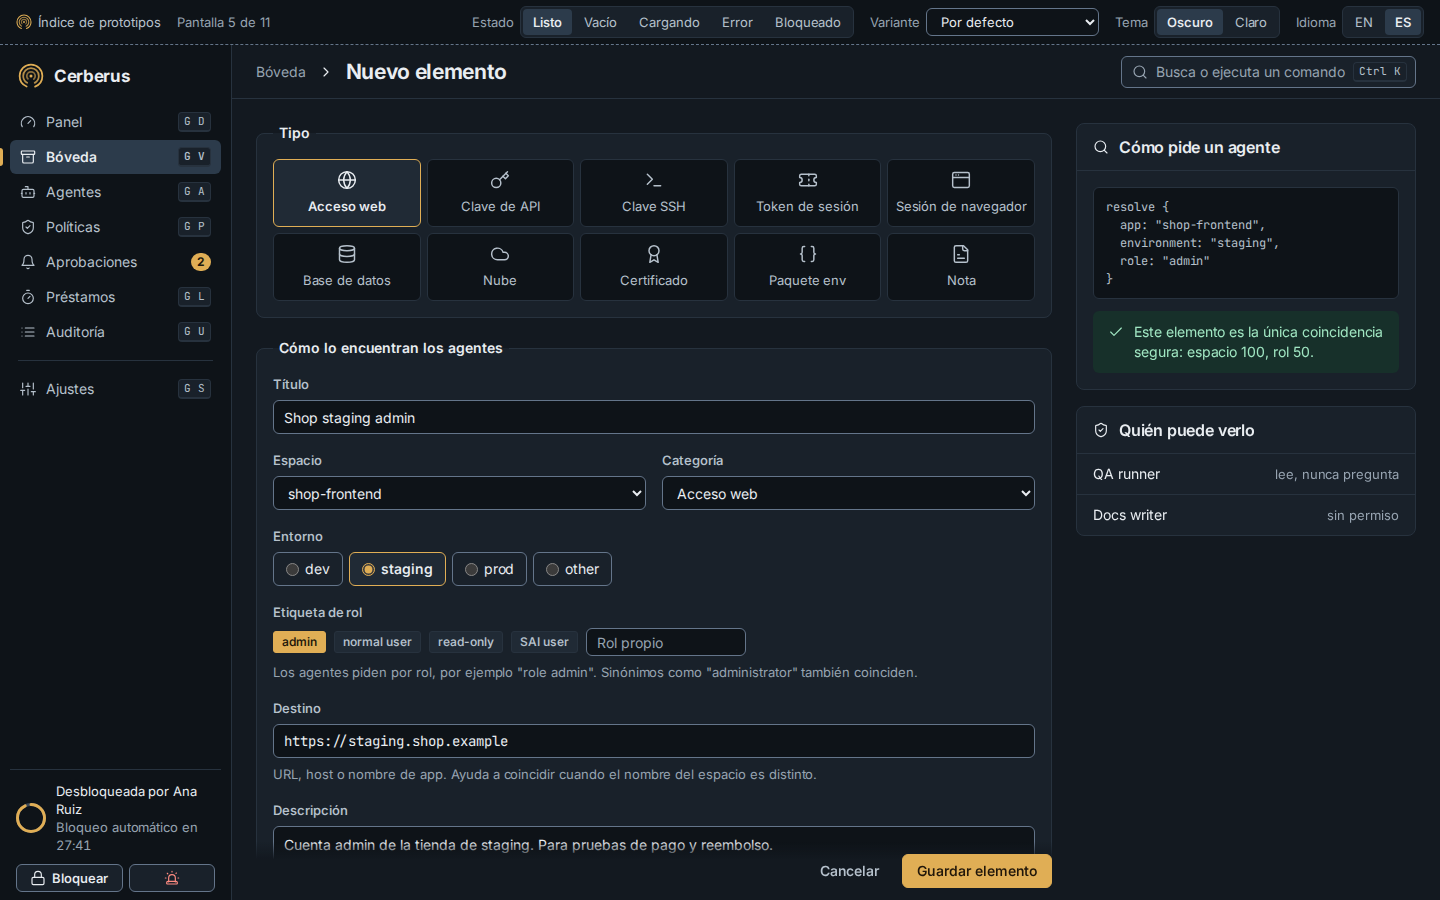 Índice de prototipos
Pantalla 5 de 11
Estado
Listo
Vacío
Cargando
Error
Bloqueado
Variante
Por defecto
Tema
Oscuro
Claro
Idioma
EN
ES
Cerberus
Panel
G D
Bóveda
G V
Agentes
G A
Políticas
G P
Aprobaciones
2
Préstamos
G L
Auditoría
G U
Ajustes
G S
Desbloqueada por Ana
Ruiz
Bloqueo automático en
27:41
Bloquear
Bóveda
Nuevo elemento
Busca o ejecuta un comando
Ctrl K
Tipo
Acceso web
Clave de API
Clave SSH
Token de sesión
Sesión de navegador
Base de datos
Nube
Certificado
Paquete env
Nota
Cómo lo encuentran los agentes
Título
Shop staging admin
Espacio
Categoría
shop-frontend
Acceso web
Entorno
dev
staging
prod
other
Etiqueta de rol
admin
normal user
read-only
SAI user
Rol propio
Los agentes piden por rol, por ejemplo "role admin". Sinónimos como "administrator" también coinciden.
Destino
https://staging.shop.example
URL, host o nombre de app. Ayuda a coincidir cuando el nombre del espacio es distinto.
Descripción
Cuenta admin de la tienda de staging. Para pruebas de pago y reembolso.
Cancelar
Guardar elemento
Cómo pide un agente
resolve {
app: "shop-frontend",
environment: "staging",
role: "admin"
}
Este elemento es la única coincidencia
segura: espacio 100, rol 50.
Quién puede verlo
QA runner
lee, nunca pregunta
Docs writer
sin permiso